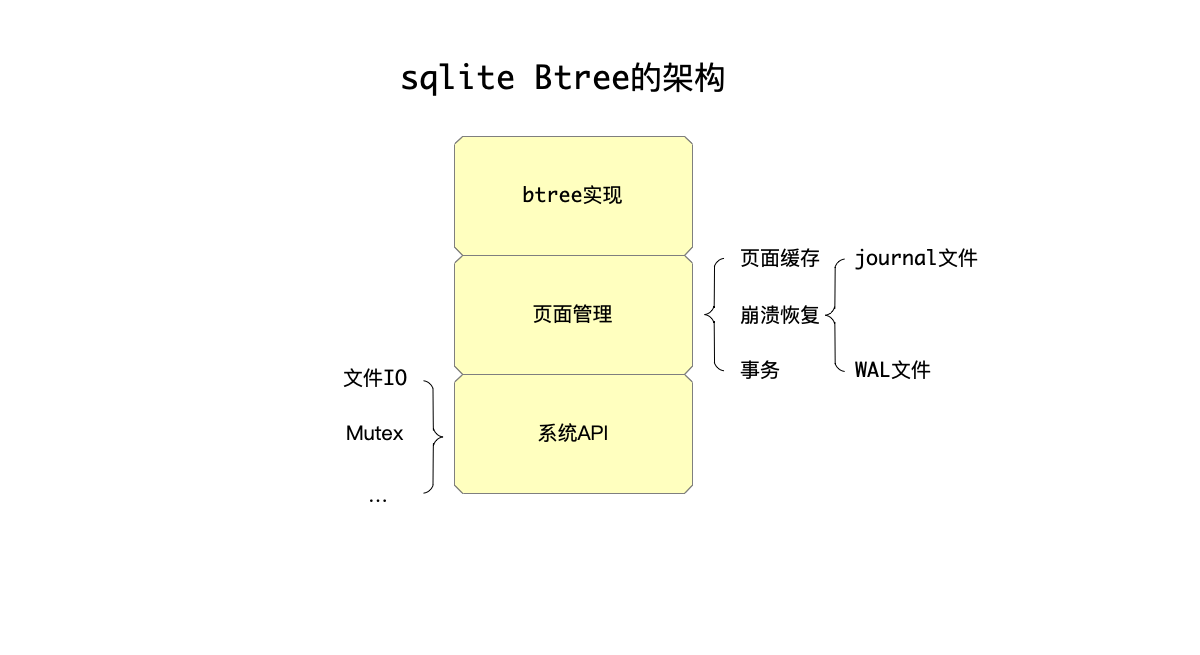 sqlite Btree的架构
btree实现
页面管理
页面缓存
崩溃恢复
事务
journal文件
WAL文件
文件IO
Mutex
...
系统API